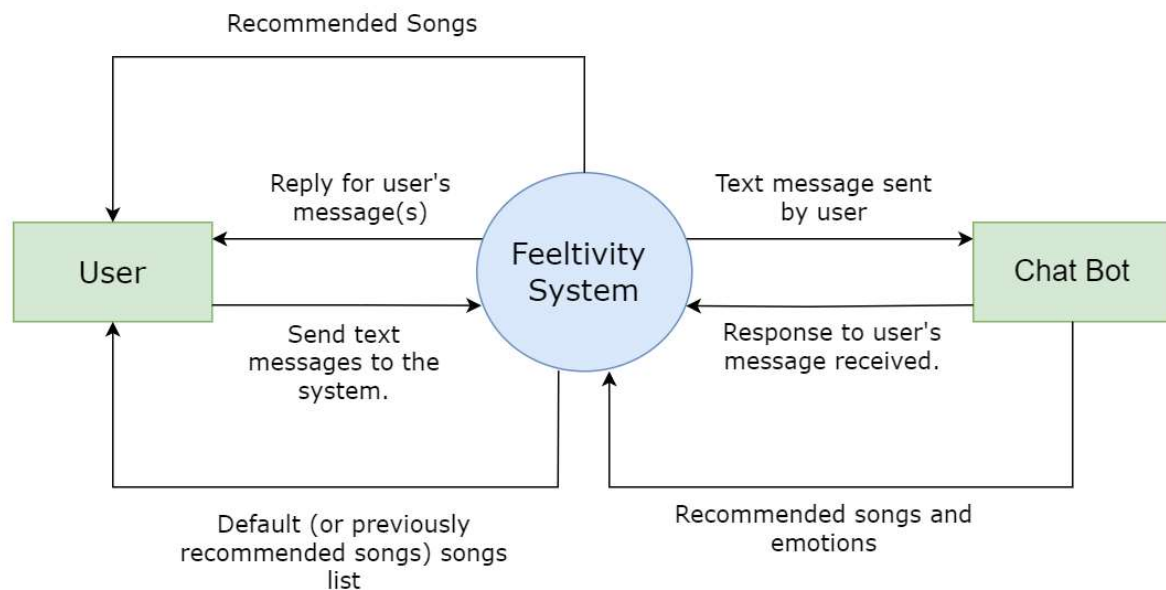 Recommended Songs
Reply for user's
message(s)
Text message sent
by user
User
Feeltivity
System
Chat Bot
Send text
messages to the
system.
Response to user's
message received.
Default (or previously
recommended songs) songs
list
Recommended songs and
emotions